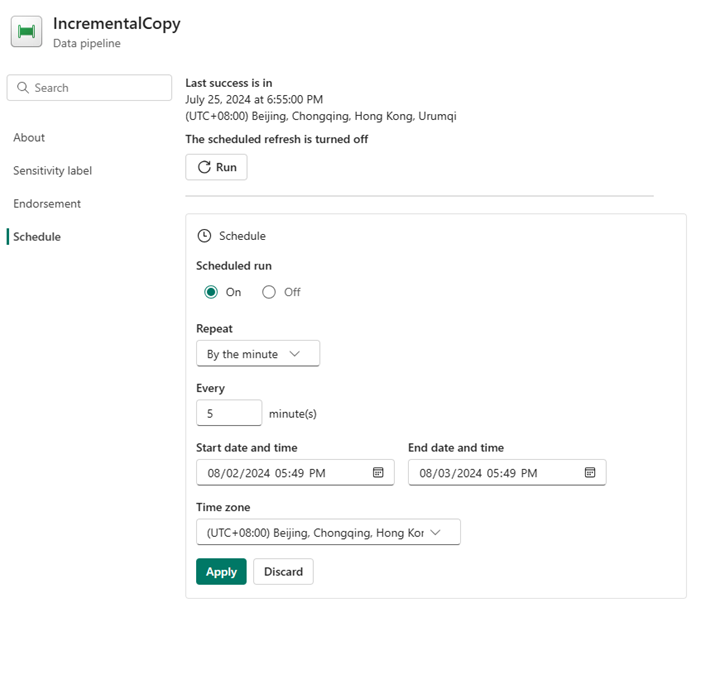 IncrementalCopy
Data pipeline
Search
About
Sensitivity label
Endorsement
Schedule
Last success is in
July 25, 2024 at 6:55:00 PM
(UTC+08:00) Beijing, Chongqing, Hong Kong, Urumqi
The scheduled refresh is turned off
Run
Schedule
Scheduled run
On Off
Repeat
By the minute
Every
5 minute(s)
Start date and time End date and time
08/02/2024 05:49 PM 08/03/2024 05:49 PM
Time zone
(UTC+08:00) Beijing, Chongqing, Hong Kor
Apply Discard